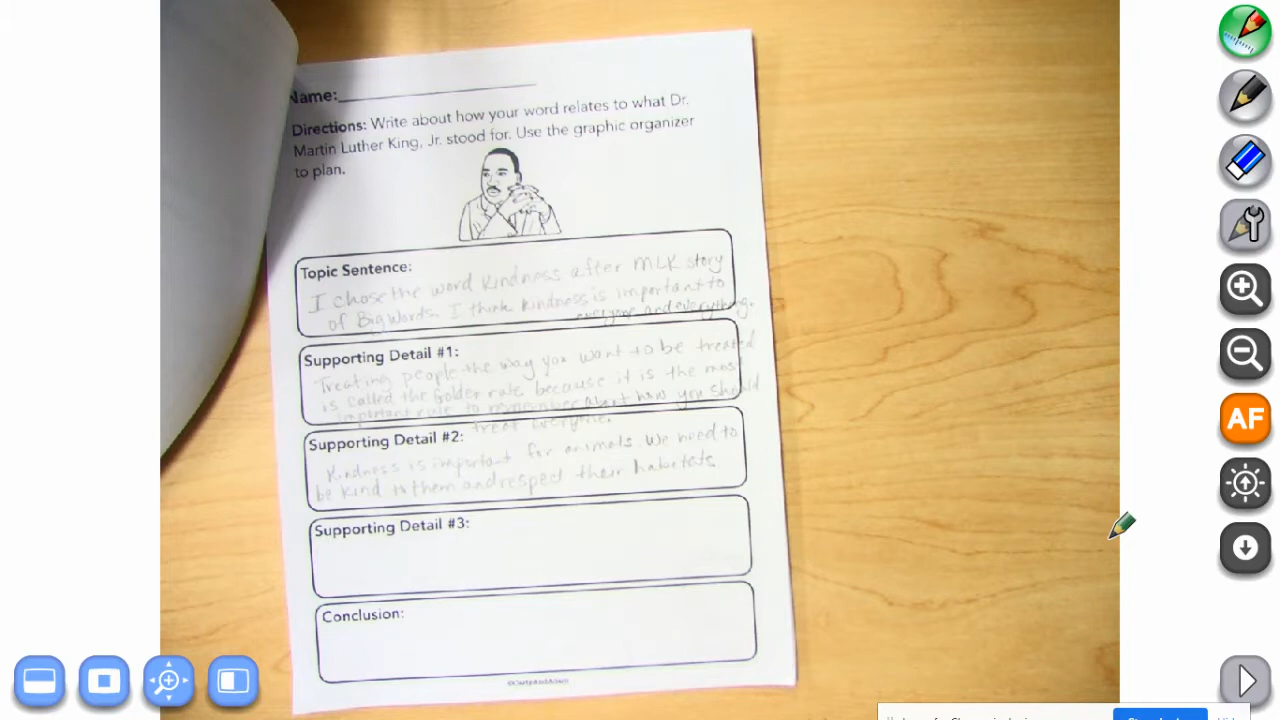 Name:
Directions: Write about how your word relates to what Dr.
Martin Luther King, Jr. stood for. Use the graphic organizer
to plan.
Topic Sentence:
I chose the word kindness after MLK story
of Big Words. I think kindness is important to
everyone and everything.
Supporting Detail #1:
Treating people the way you want to be treated
is called the Golden rule because it is the most
important rule to remember about how you should
treat everyone.
Supporting Detail #2:
Kindness is important for animals. We need to
be kind to them and respect their habitats
Supporting Detail #3:
Conclusion:
AF